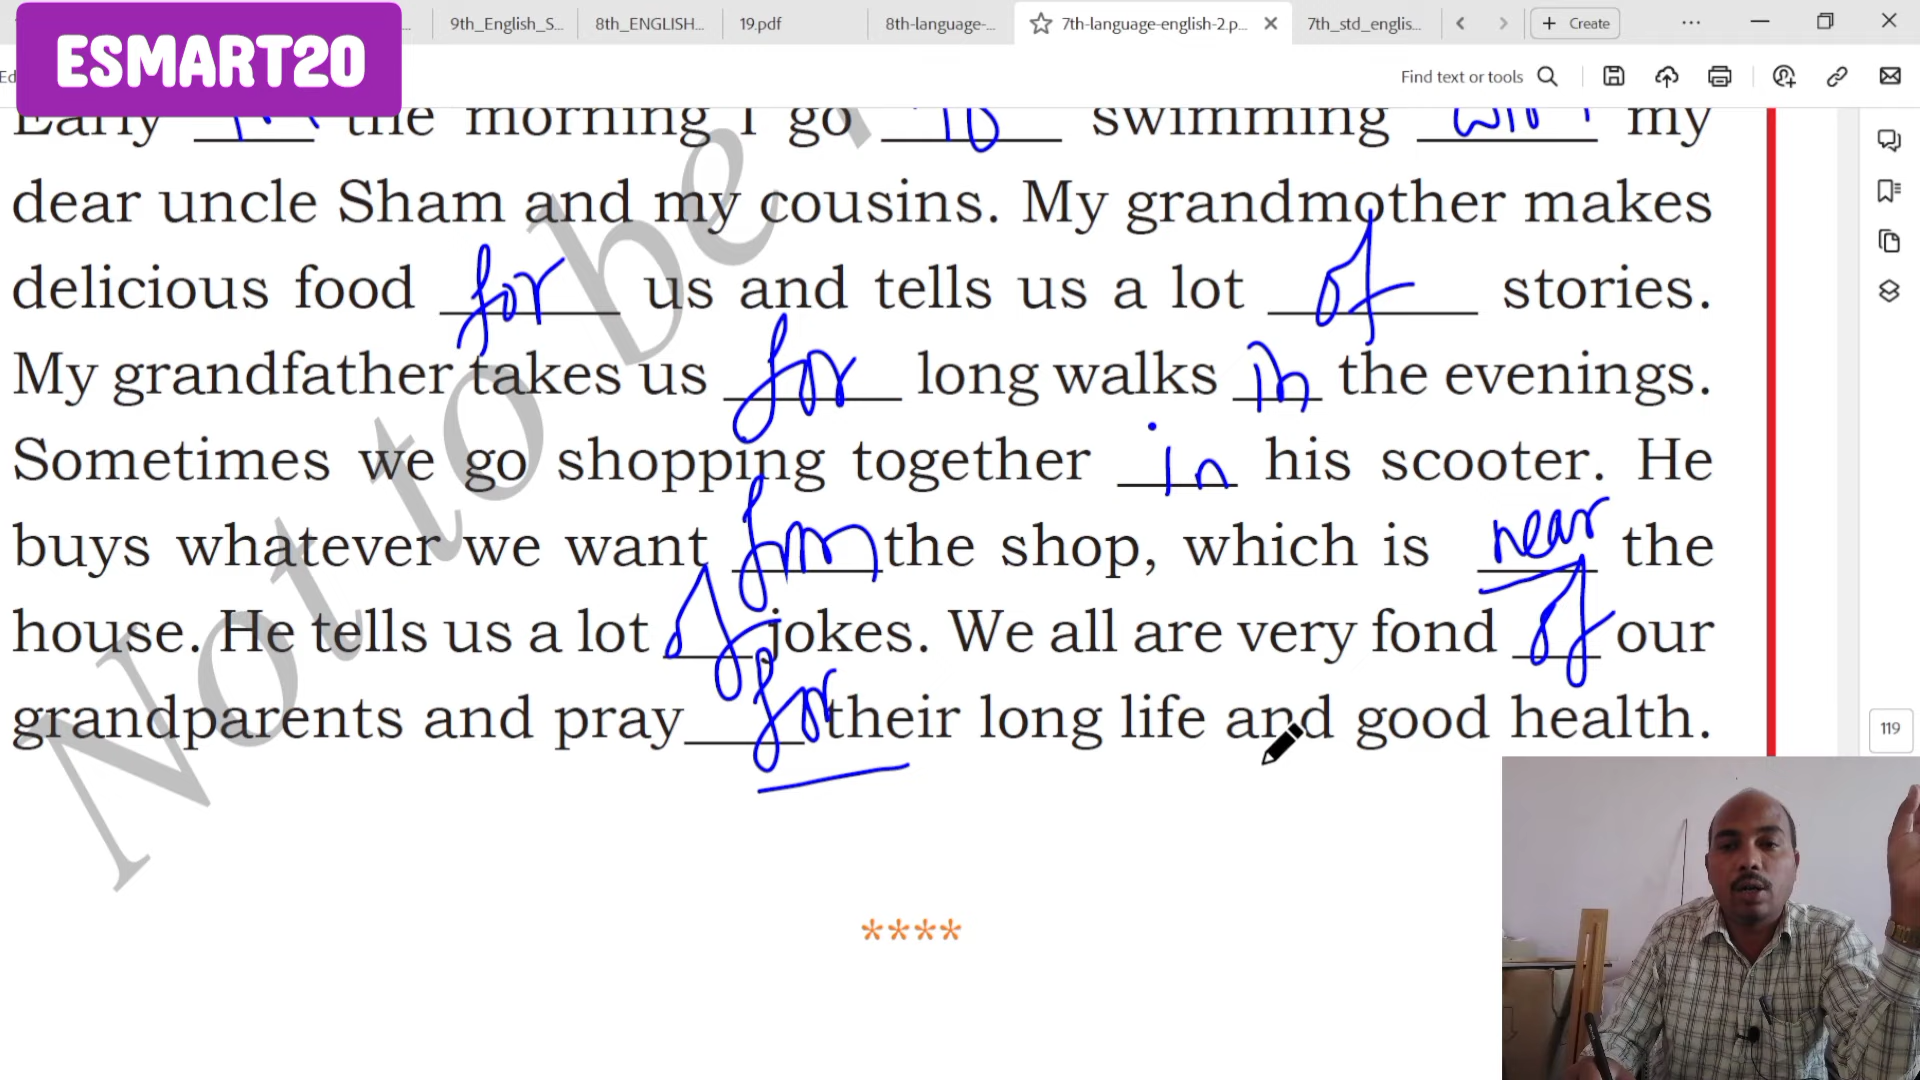 ESMART20
9th_English_S...
8th_ENGLISH...
19.pdf
8th-language-...
7th-language-english-2.p...
7th_std_englis...
Create
Ed
Find text or tools
Early in the morning I go to swimming with my
dear uncle Sham and my cousins. My grandmother makes
delicious food for us and tells us a lot of stories.
My grandfather takes us for long walks in the evenings.
Sometimes we go shopping together in his scooter. He
buys whatever we want from the shop, which is near the
house. He tells us a lot of jokes. We all are very fond of our
grandparents and pray for their long life and good health.
Not to be
****
119